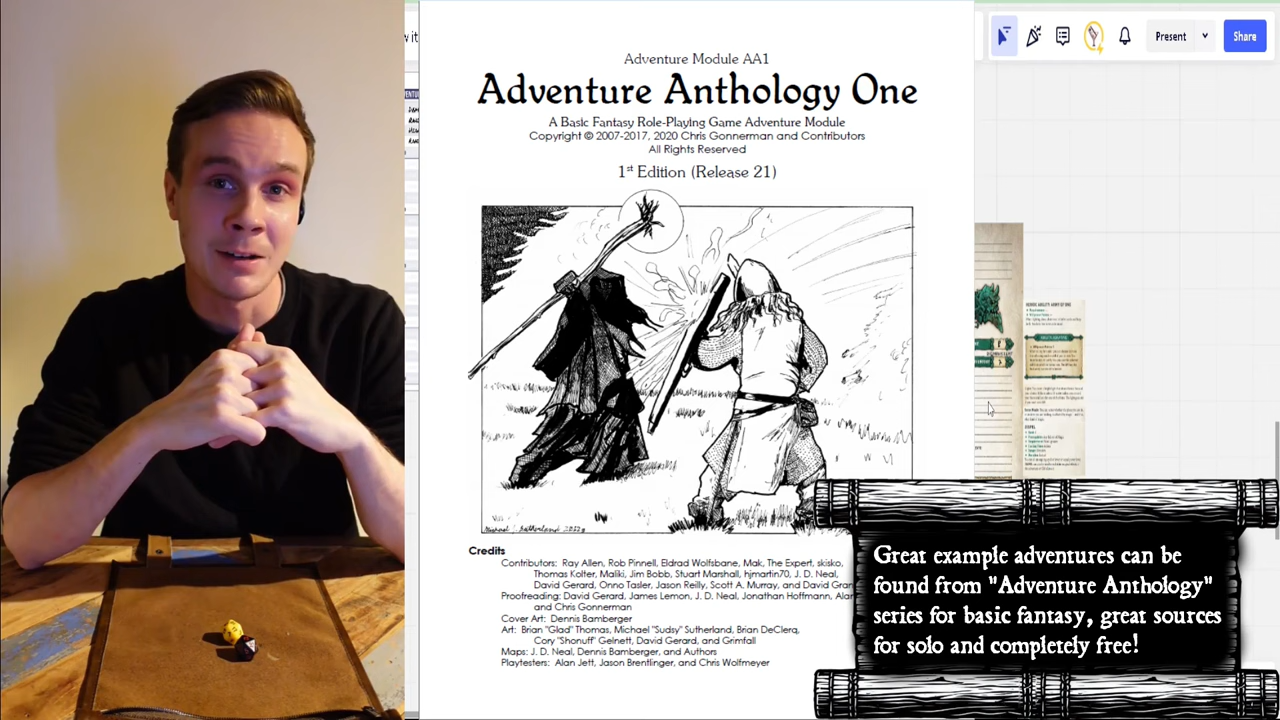 w it
Present
Share
Adventure Module AA1
Adventure Anthology One
A Basic Fantasy Role-Playing Game Adventure Module
Copyright © 2007-2017, 2020 Chris Gonnerman and Contributors
All Rights Reserved
1st Edition (Release 21)
Credits
Contributors: Ray Allen, Rob Pinnell, Eldrad Wolfsbane, Mak, The Expert, skisko,
Thomas Kolter, Maliki, Jim Bobb, Stuart Marshall, hjmartin70, J. D. Neal,
David Gerard, Onno Tasler, Jason Reilly, Scott A. Murray, and David Gran
Proofreading: David Gerard, James Lemon, J. D. Neal, Jonathan Hoffmann, Alan
and Chris Gonnerman
Cover Art: Dennis Bamberger
Art: Brian "Glad" Thomas, Michael "Sudsy" Sutherland, Brian DeClerq,
Cory "Shonuff" Gelnett, David Gerard, and Grimfall
Maps: J. D. Neal, Dennis Bamberger, and Authors
Playtesters: Alan Jett, Jason Brentlinger, and Chris Wolfmeyer
Great example adventures can be
found from "Adventure Anthology"
series for basic fantasy, great sources
for solo and completely free!